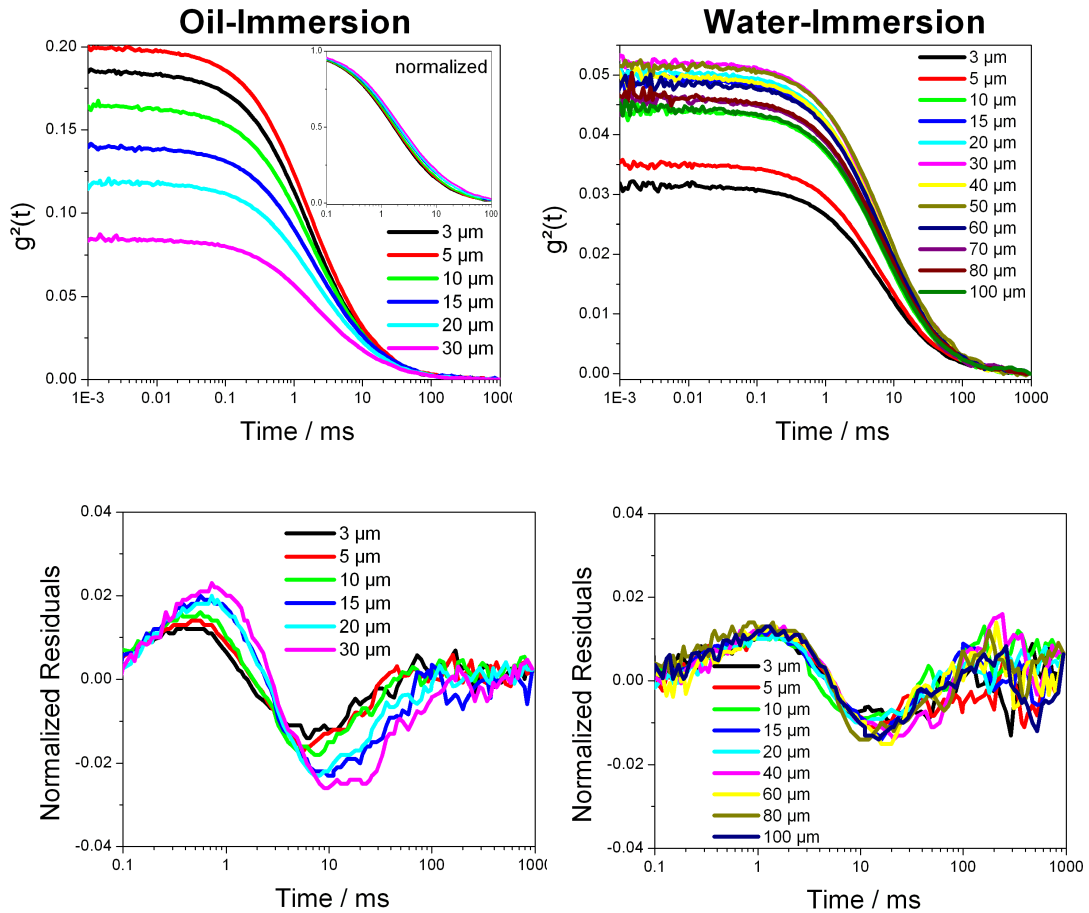 Oil-Immersion
0.20
0.15
0.10
0.05
0.00
g²(t)
1E-3
0.01
0.1
1
10
100
1000
Time / ms
1.0
0.5
0.0
0.1
1
10
100
normalized
3 µm
5 µm
10 µm
15 µm
20 µm
30 µm
Water-Immersion
0.05
0.04
0.03
0.02
0.01
0.00
g²(t)
1E-3
0.01
0.1
1
10
100
1000
Time / ms
3 µm
5 µm
10 µm
15 µm
20 µm
30 µm
40 µm
50 µm
60 µm
70 µm
80 µm
100 µm
0.04
0.02
0.00
-0.02
-0.04
Normalized Residuals
0.1
1
10
100
1000
Time / ms
3 µm
5 µm
10 µm
15 µm
20 µm
30 µm
0.04
0.02
0.00
-0.02
-0.04
Normalized Residuals
0.1
1
10
100
1000
Time / ms
3 µm
5 µm
10 µm
15 µm
20 µm
40 µm
60 µm
80 µm
100 µm